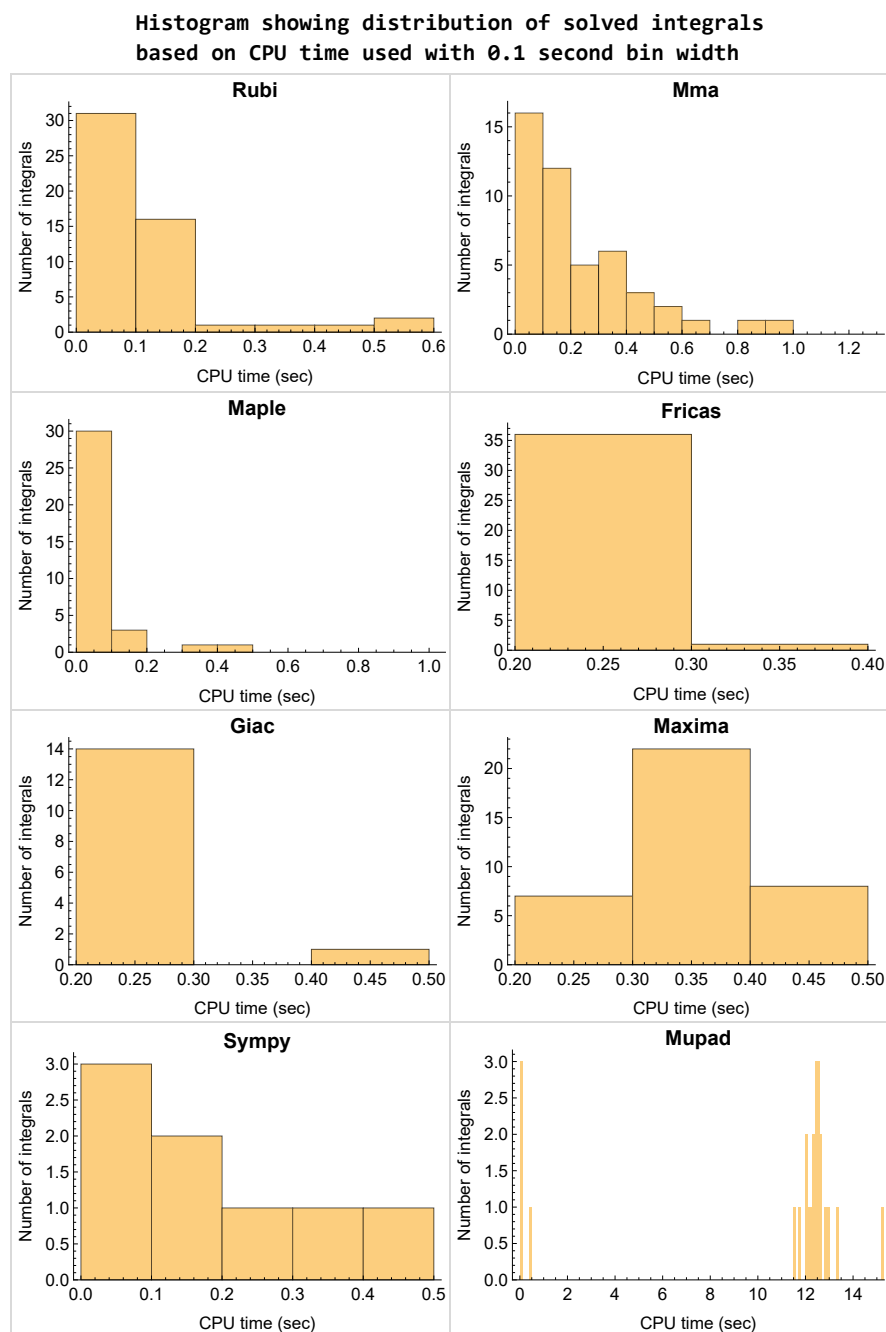 Histogram showing distribution of solved integrals
based on CPU time used with 0.1 second bin width
Rubi
Number of integrals
30
25
20
15
10
5
0
0.0 0.1 0.2 0.3 0.4 0.5 0.6
CPU time (sec)
Mma
Number of integrals
15
10
5
0
0.0 0.2 0.4 0.6 0.8 1.0 1.2
CPU time (sec)
Maple
Number of integrals
30
25
20
15
10
5
0
0.0 0.2 0.4 0.6 0.8 1.0
CPU time (sec)
Fricas
Number of integrals
35
30
25
20
15
10
5
0
0.20 0.25 0.30 0.35 0.40
CPU time (sec)
Giac
Number of integrals
14
12
10
8
6
4
2
0
0.20 0.25 0.30 0.35 0.40 0.45 0.50
CPU time (sec)
Maxima
Number of integrals
20
15
10
5
0
0.20 0.25 0.30 0.35 0.40 0.45 0.50
CPU time (sec)
Sympy
Number of integrals
3.0
2.5
2.0
1.5
1.0
0.5
0.0
0.0 0.1 0.2 0.3 0.4 0.5
CPU time (sec)
Mupad
Number of integrals
3.0
2.5
2.0
1.5
1.0
0.5
0.0
0 2 4 6 8 10 12 14
CPU time (sec)